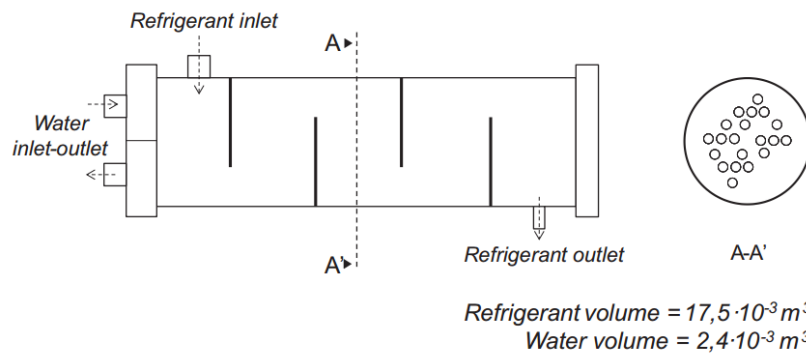 Refrigerant inlet
A
Water
inlet-outlet
A'
Refrigerant outlet
A-A'
Refrigerant volume = 17,5·10⁻³ m³
Water volume = 2,4·10⁻³ m³